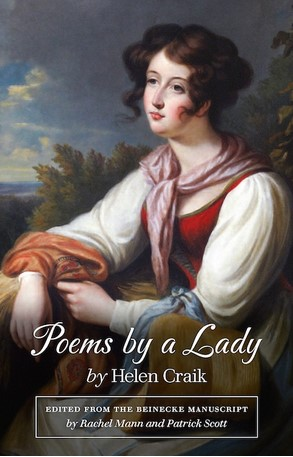 Poems by a Lady
by Helen Craik
EDITED FROM THE BEINECKE MANUSCRIPT
by Rachel Mann and Patrick Scott